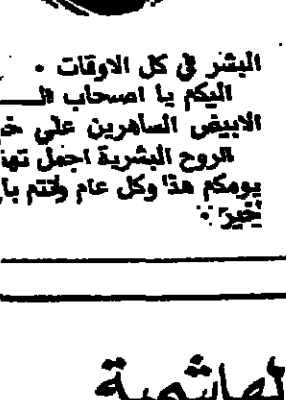 البشر في كل الاوقات .
اليكم يا اصحاب الـ
الابيض الساهرين على
الروح البشرية اجمل
يومكم هذا وكل عام وانتم
خير